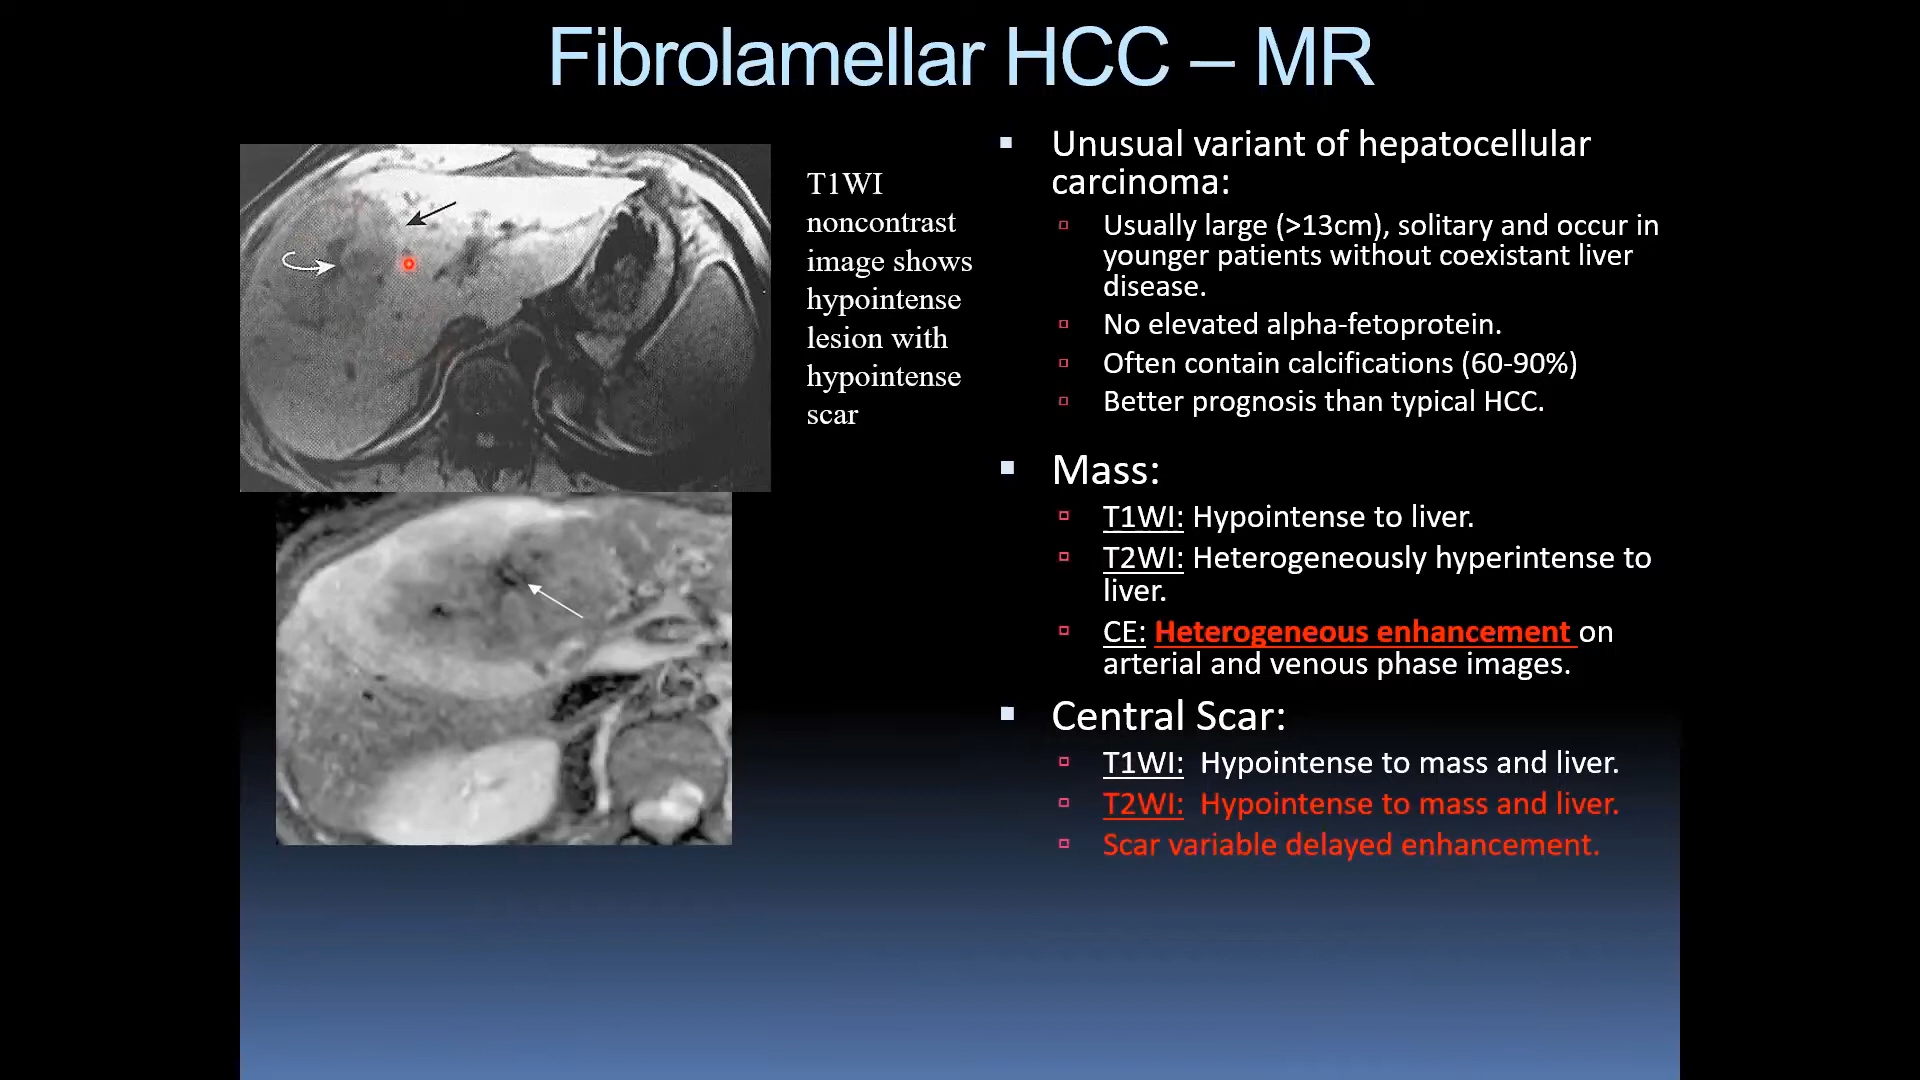 Fibrolamellar HCC – MR
T1WI
noncontrast
image shows
hypointense
lesion with
hypointense
scar
Unusual variant of hepatocellular
carcinoma:
Usually large (>13cm), solitary and occur in
younger patients without coexistant liver
disease.
No elevated alpha-fetoprotein.
Often contain calcifications (60-90%)
Better prognosis than typical HCC.
Mass:
T1WI: Hypointense to liver.
T2WI: Heterogeneously hyperintense to
liver.
CE: Heterogeneous enhancement on
arterial and venous phase images.
Central Scar:
T1WI: Hypointense to mass and liver.
T2WI: Hypointense to mass and liver.
Scar variable delayed enhancement.